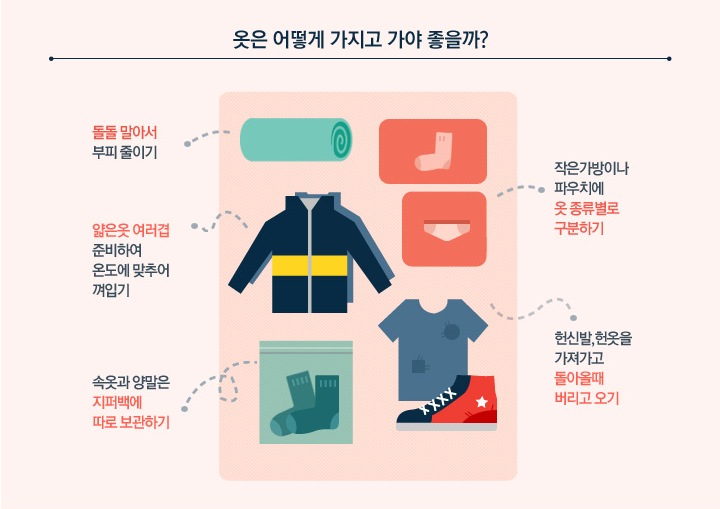 옷은 어떻게 가지고 가야 좋을까?
돌돌 말아서
부피 줄이기
얇은옷 여러겹
준비하여
온도에 맞추어
껴입기
속옷과 양말은
지퍼백에
따로 보관하기
작은가방이나
파우치에
옷 종류별로
구분하기
헌신발,헌옷을
가져가고
돌아올때
버리고 오기